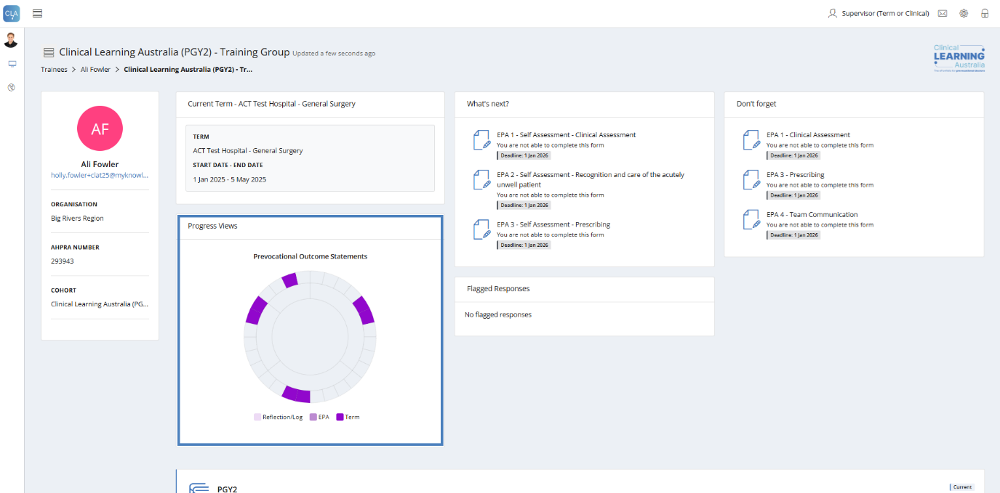 CLA
Supervisor (Term or Clinical)
Clinical Learning Australia (PGY2) - Training Group Updated a few seconds ago
Trainees > Ali Fowler > Clinical Learning Australia (PGY2) - Tr...
Clinical
LEARNING
Australia
AF
Ali Fowler
holly.fowler+clat25@myknowl...
ORGANISATION
Big Rivers Region
AHPRA NUMBER
293943
COHORT
Clinical Learning Australia (PG...
Current Term - ACT Test Hospital - General Surgery
TERM
ACT Test Hospital - General Surgery
START DATE - END DATE
1 Jan 2025 - 5 May 2025
Progress Views
Prevocational Outcome Statements
Reflection/Log EPA Term
What's next?
EPA 1 - Self Assessment - Clinical Assessment
You are not able to complete this form
Deadline: 1 Jan 2026
EPA 2 - Self Assessment - Recognition and care of the acutely
unwell patient
You are not able to complete this form
Deadline: 1 Jan 2026
EPA 3 - Self Assessment - Prescribing
You are not able to complete this form
Deadline: 1 Jan 2026
Flagged Responses
No flagged responses
Don't forget
EPA 1 - Clinical Assessment
You are not able to complete this form
Deadline: 1 Jan 2026
EPA 3 - Prescribing
You are not able to complete this form
Deadline: 1 Jan 2026
EPA 4 - Team Communication
You are not able to complete this form
Deadline: 1 Jan 2026
PGY2
Current